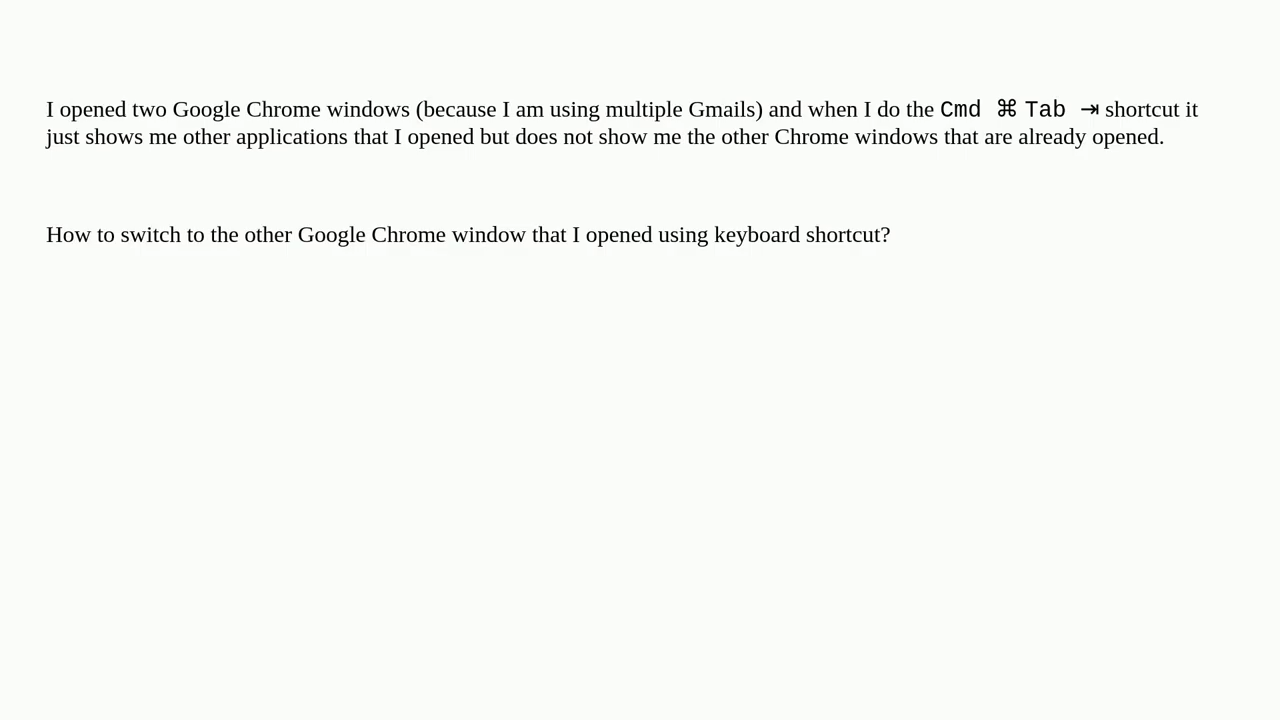 I opened two Google Chrome windows (because I am using multiple Gmails) and when I do the Cmd ⌘ Tab ⇥ shortcut it
just shows me other applications that I opened but does not show me the other Chrome windows that are already opened.
How to switch to the other Google Chrome window that I opened using keyboard shortcut?